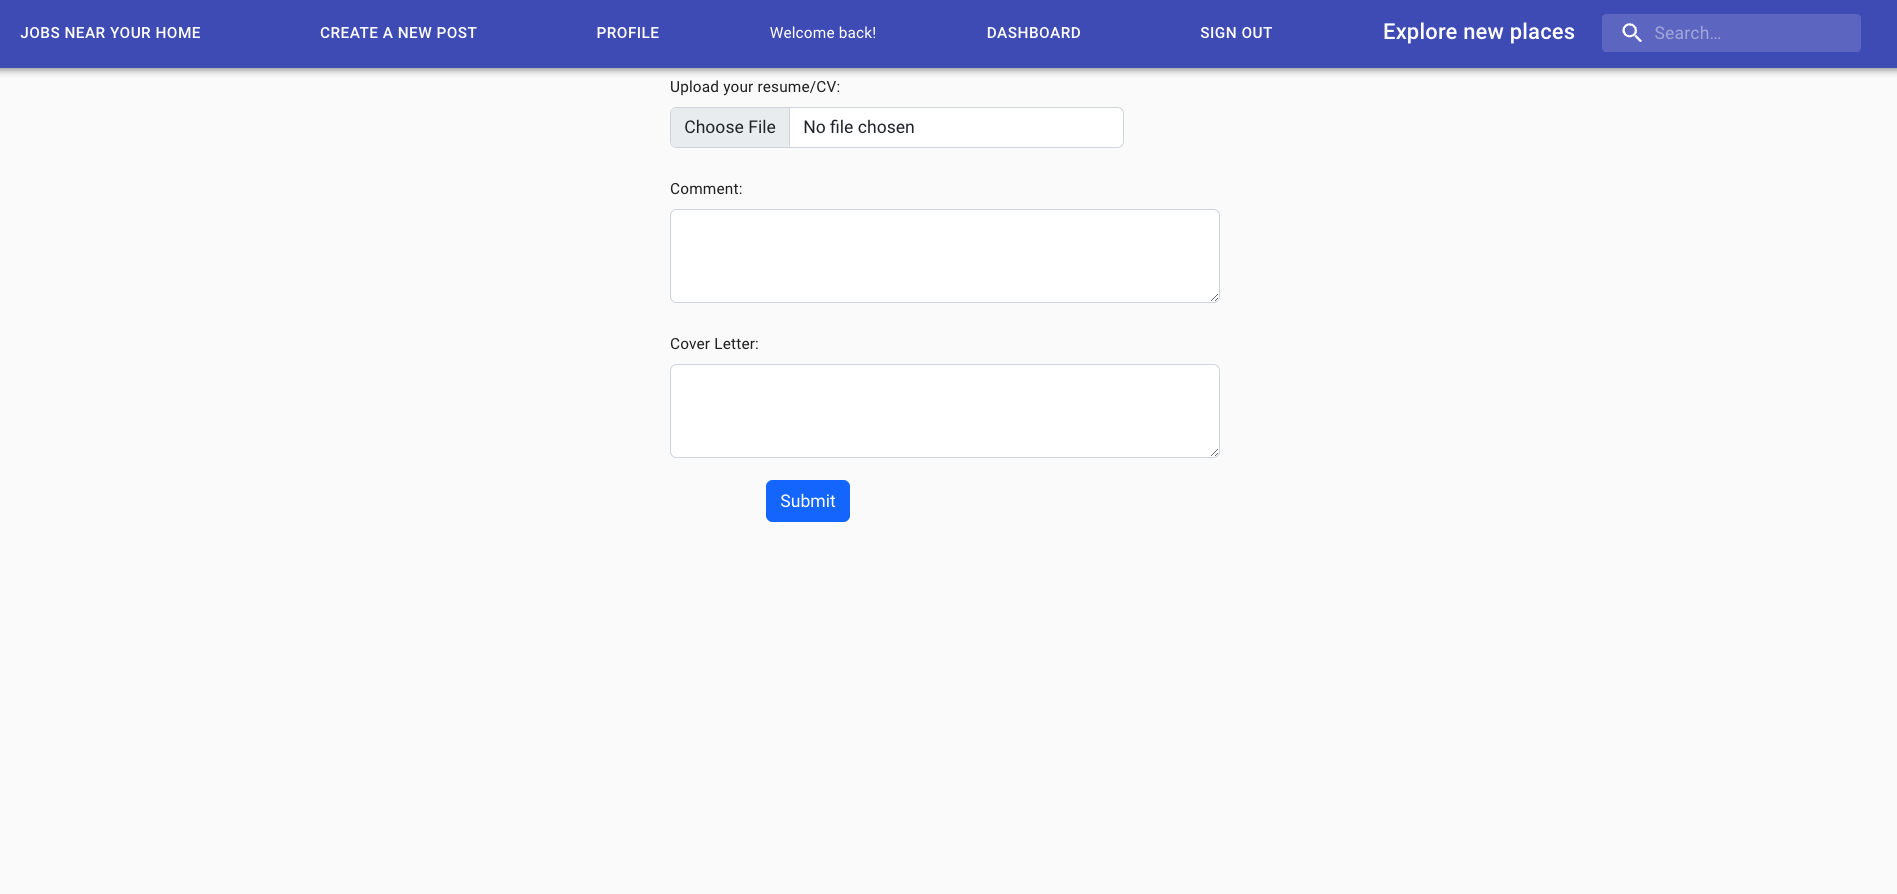 JOBS NEAR YOUR HOME CREATE A NEW POST PROFILE Welcome back! DASHBOARD SIGN OUT Explore new places Search...
Upload your resume/CV:
Choose File No file chosen
Comment:
Cover Letter:
Submit